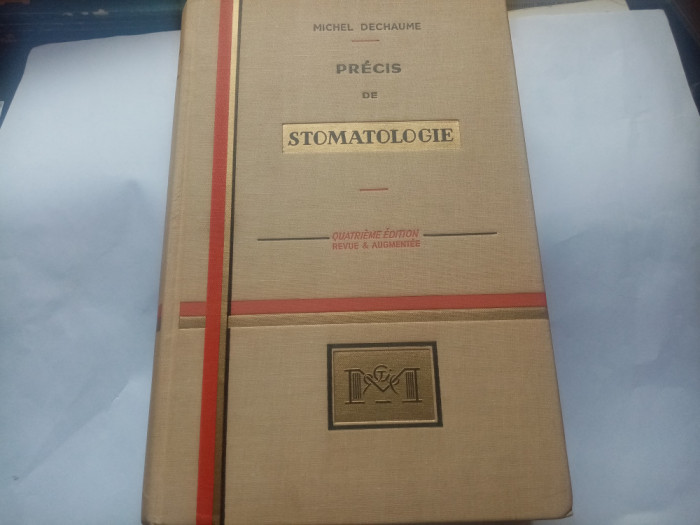 MICHEL DECHAUME
PRÉCIS
DE
STOMATOLOGIE
QUATRIÈME ÉDITION
REVUE & AUGMENTÉE